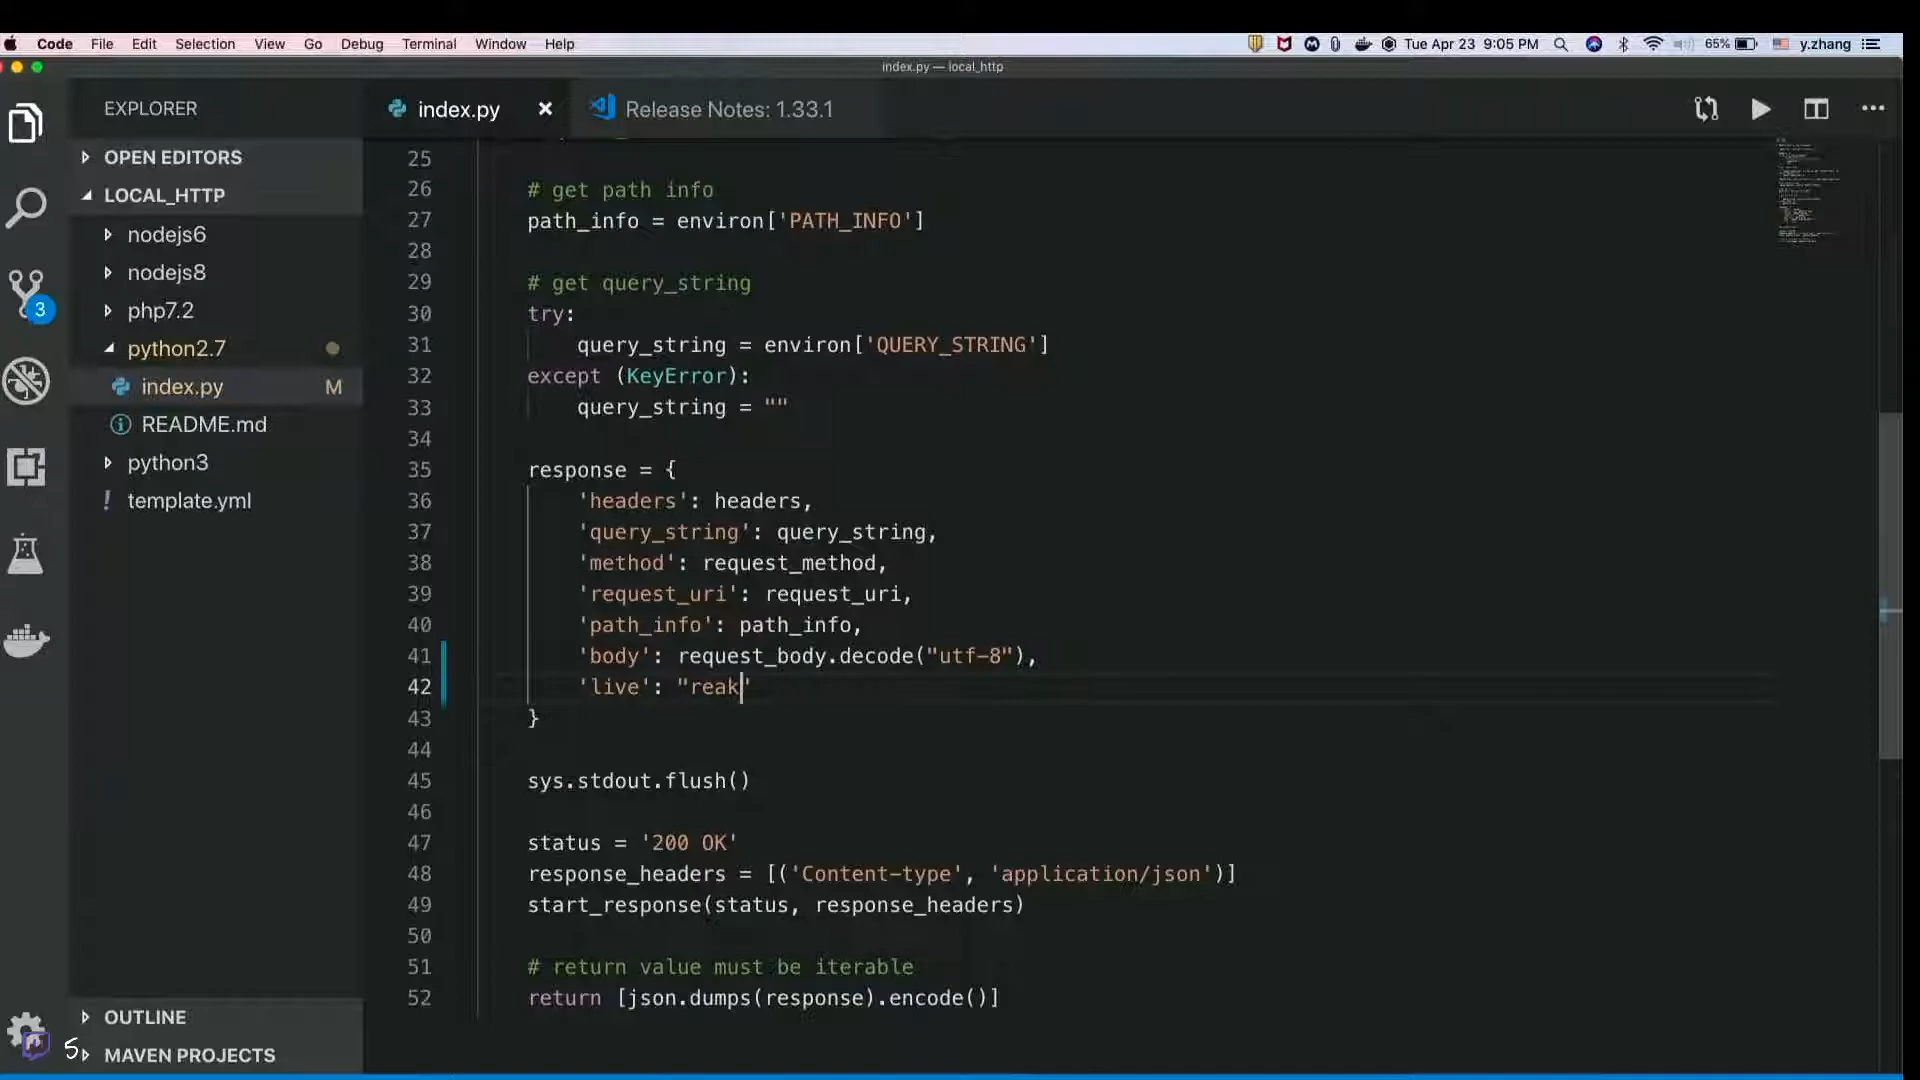 Code File Edit Selection View Go Debug Terminal Window Help Tue Apr 23 9:05 PM 65% y.zhang
index.py — local_http
EXPLORER
index.py
Release Notes: 1.33.1
OPEN EDITORS
LOCAL_HTTP
nodejs6
nodejs8
php7.2
python2.7
index.py M
README.md
python3
template.yml
OUTLINE
MAVEN PROJECTS
3
5
25
26 # get path info
27 path_info = environ['PATH_INFO']
28
29 # get query_string
30 try:
31 query_string = environ['QUERY_STRING']
32 except (KeyError):
33 query_string = ""
34
35 response = {
36 'headers': headers,
37 'query_string': query_string,
38 'method': request_method,
39 'request_uri': request_uri,
40 'path_info': path_info,
41 'body': request_body.decode("utf-8"),
42 'live': "reak"
43 }
44
45 sys.stdout.flush()
46
47 status = '200 OK'
48 response_headers = [('Content-type', 'application/json')]
49 start_response(status, response_headers)
50
51 # return value must be iterable
52 return [json.dumps(response).encode()]